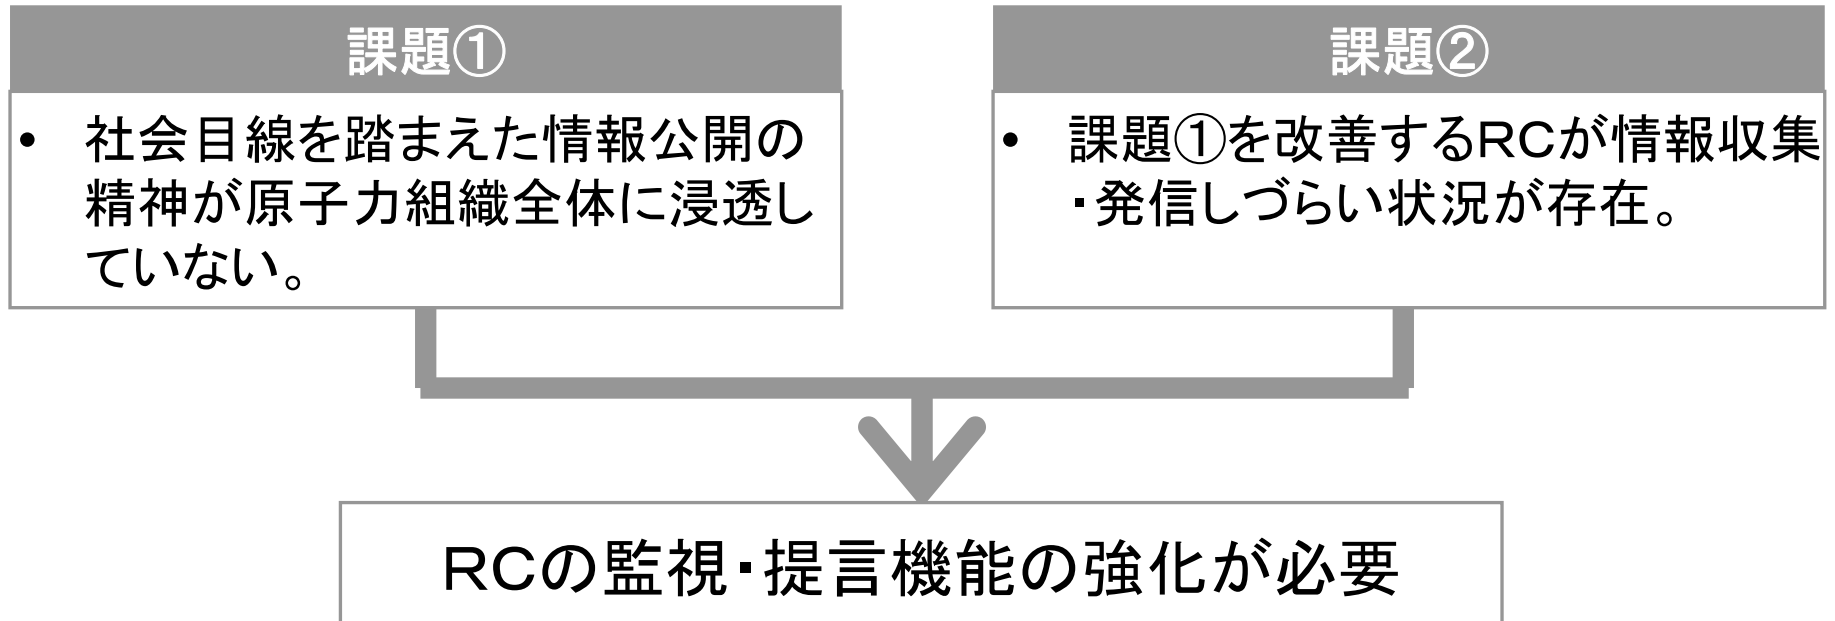 課題①
• 社会目線を踏まえた情報公開の
精神が原子力組織全体に浸透し
ていない。
課題②
• 課題①を改善するRCが情報収集
・発信しづらい状況が存在。
RCの監視・提言機能の強化が必要